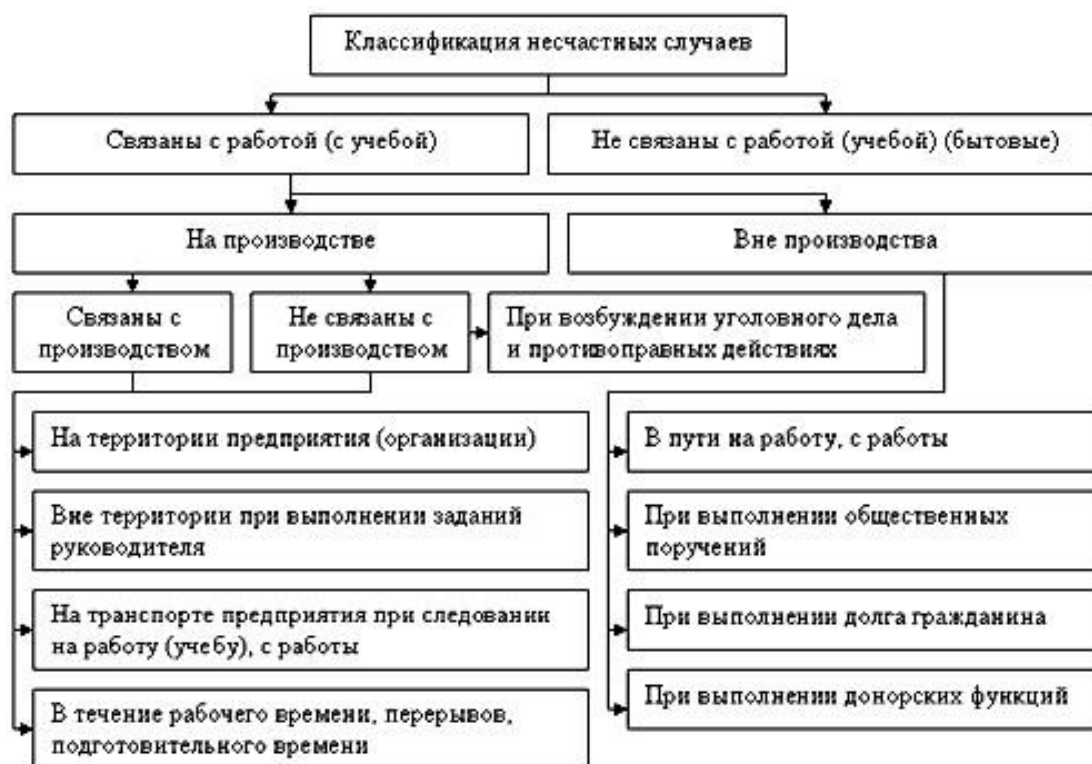 Классификация несчастных случаев
Связаны с работой (с учебой)
Не связаны с работой (учебой) (бытовые)
На производстве
Вне производства
Связаны с
производством
Не связаны с
производством
При возбуждении уголовного дела
и противоправных действиях
На территории предприятия (организации)
Вне территории при выполнении заданий
руководителя
На транспорте предприятия при следовании
на работу (учебу), с работы
В течение рабочего времени, перерывов,
подготовительного времени
В пути на работу, с работы
При выполнении общественных
поручений
При выполнении долга гражданина
При выполнении донорских функций